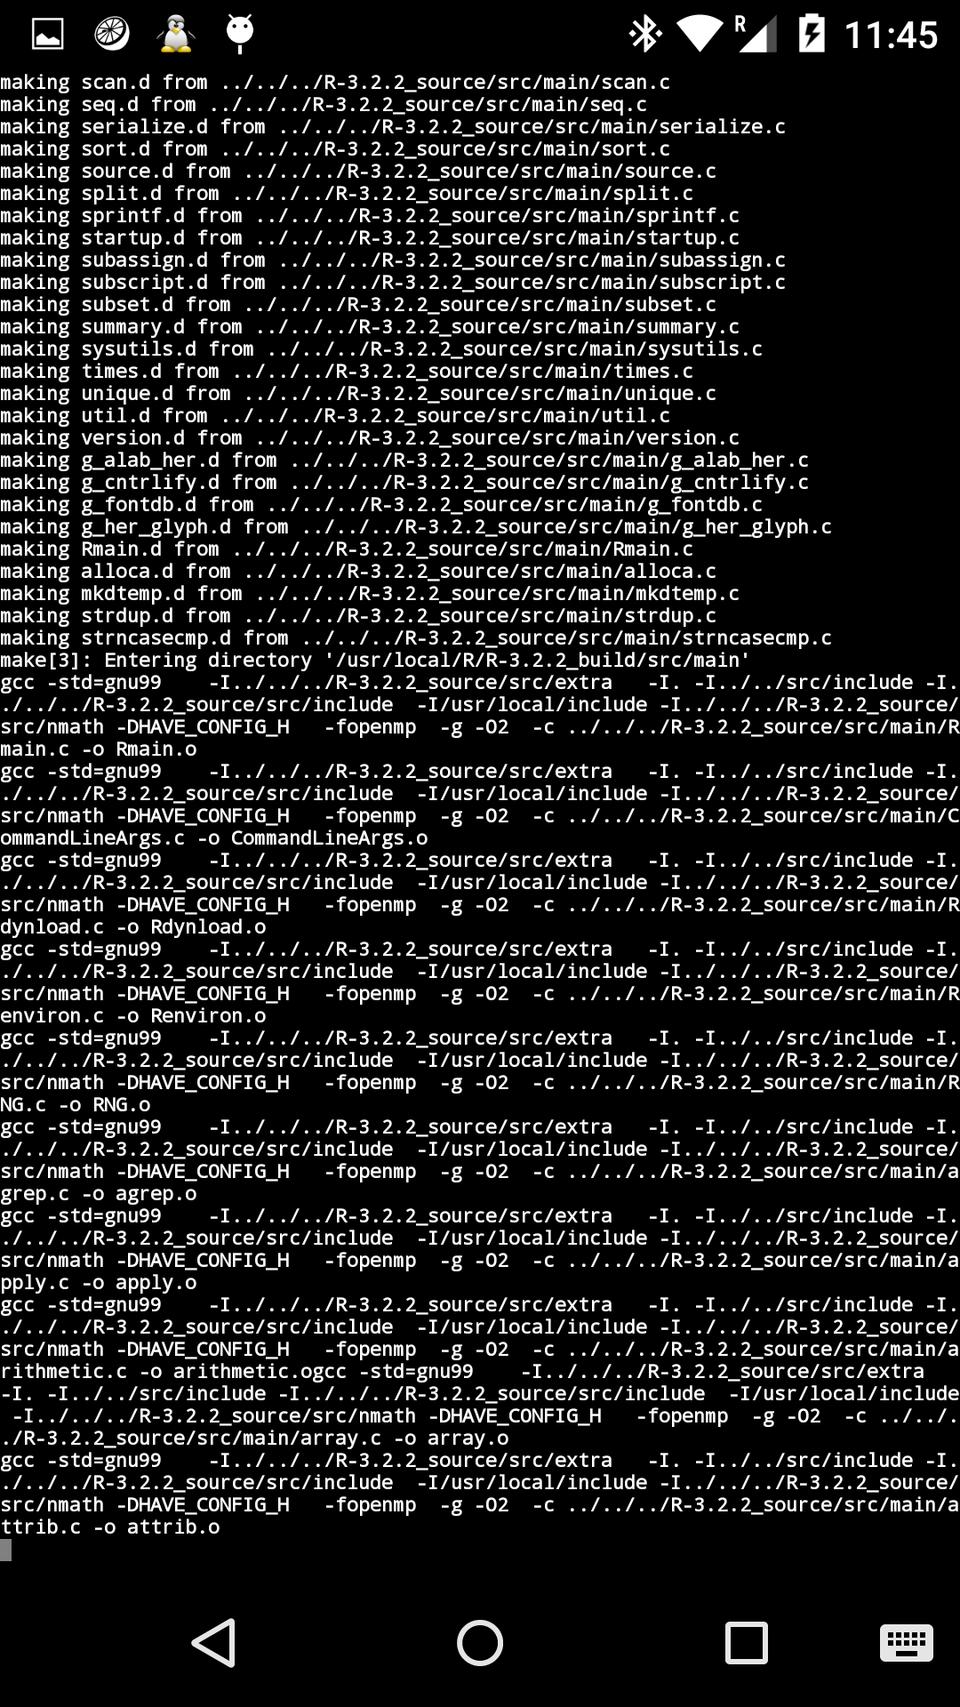 R 11:45
making scan.d from ../../../R-3.2.2_source/src/main/scan.c
making seq.d from ../../../R-3.2.2_source/src/main/seq.c
making serialize.d from ../../../R-3.2.2_source/src/main/serialize.c
making sort.d from ../../../R-3.2.2_source/src/main/sort.c
making source.d from ../../../R-3.2.2_source/src/main/source.c
making split.d from ../../../R-3.2.2_source/src/main/split.c
making sprintf.d from ../../../R-3.2.2_source/src/main/sprintf.c
making startup.d from ../../../R-3.2.2_source/src/main/startup.c
making subassign.d from ../../../R-3.2.2_source/src/main/subassign.c
making subscript.d from ../../../R-3.2.2_source/src/main/subscript.c
making subset.d from ../../../R-3.2.2_source/src/main/subset.c
making summary.d from ../../../R-3.2.2_source/src/main/summary.c
making sysutils.d from ../../../R-3.2.2_source/src/main/sysutils.c
making times.d from ../../../R-3.2.2_source/src/main/times.c
making unique.d from ../../../R-3.2.2_source/src/main/unique.c
making util.d from ../../../R-3.2.2_source/src/main/util.c
making version.d from ../../../R-3.2.2_source/src/main/version.c
making g_alab_her.d from ../../../R-3.2.2_source/src/main/g_alab_her.c
making g_cntrlify.d from ../../../R-3.2.2_source/src/main/g_cntrlify.c
making g_fontdb.d from ../../../R-3.2.2_source/src/main/g_fontdb.c
making g_her_glyph.d from ../../../R-3.2.2_source/src/main/g_her_glyph.c
making Rmain.d from ../../../R-3.2.2_source/src/main/Rmain.c
making alloca.d from ../../../R-3.2.2_source/src/main/alloca.c
making mkdtemp.d from ../../../R-3.2.2_source/src/main/mkdtemp.c
making strdup.d from ../../../R-3.2.2_source/src/main/strdup.c
making strncasecmp.d from ../../../R-3.2.2_source/src/main/strncasecmp.c
make[3]: Entering directory '/usr/local/R/R-3.2.2_build/src/main'
gcc -std=gnu99    -I../../../R-3.2.2_source/src/extra   -I. -I../../src/include -I.
./../../R-3.2.2_source/src/include  -I/usr/local/include -I../../../R-3.2.2_source/
src/nmath -DHAVE_CONFIG_H   -fopenmp  -g -O2  -c ../../../R-3.2.2_source/src/main/R
main.c -o Rmain.o
gcc -std=gnu99    -I../../../R-3.2.2_source/src/extra   -I. -I../../src/include -I.
./../../R-3.2.2_source/src/include  -I/usr/local/include -I../../../R-3.2.2_source/
src/nmath -DHAVE_CONFIG_H   -fopenmp  -g -O2  -c ../../../R-3.2.2_source/src/main/C
ommandLineArgs.c -o CommandLineArgs.o
gcc -std=gnu99    -I../../../R-3.2.2_source/src/extra   -I. -I../../src/include -I.
./../../R-3.2.2_source/src/include  -I/usr/local/include -I../../../R-3.2.2_source/
src/nmath -DHAVE_CONFIG_H   -fopenmp  -g -O2  -c ../../../R-3.2.2_source/src/main/R
dynload.c -o Rdynload.o
gcc -std=gnu99    -I../../../R-3.2.2_source/src/extra   -I. -I../../src/include -I.
./../../R-3.2.2_source/src/include  -I/usr/local/include -I../../../R-3.2.2_source/
src/nmath -DHAVE_CONFIG_H   -fopenmp  -g -O2  -c ../../../R-3.2.2_source/src/main/R
environ.c -o Renviron.o
gcc -std=gnu99    -I../../../R-3.2.2_source/src/extra   -I. -I../../src/include -I.
./../../R-3.2.2_source/src/include  -I/usr/local/include -I../../../R-3.2.2_source/
src/nmath -DHAVE_CONFIG_H   -fopenmp  -g -O2  -c ../../../R-3.2.2_source/src/main/R
NG.c -o RNG.o
gcc -std=gnu99    -I../../../R-3.2.2_source/src/extra   -I. -I../../src/include -I.
./../../R-3.2.2_source/src/include  -I/usr/local/include -I../../../R-3.2.2_source/
src/nmath -DHAVE_CONFIG_H   -fopenmp  -g -O2  -c ../../../R-3.2.2_source/src/main/a
grep.c -o agrep.o
gcc -std=gnu99    -I../../../R-3.2.2_source/src/extra   -I. -I../../src/include -I.
./../../R-3.2.2_source/src/include  -I/usr/local/include -I../../../R-3.2.2_source/
src/nmath -DHAVE_CONFIG_H   -fopenmp  -g -O2  -c ../../../R-3.2.2_source/src/main/a
pply.c -o apply.o
gcc -std=gnu99    -I../../../R-3.2.2_source/src/extra   -I. -I../../src/include -I.
./../../R-3.2.2_source/src/include  -I/usr/local/include -I../../../R-3.2.2_source/
src/nmath -DHAVE_CONFIG_H   -fopenmp  -g -O2  -c ../../../R-3.2.2_source/src/main/a
rithmetic.c -o arithmetic.ogcc -std=gnu99    -I../../../R-3.2.2_source/src/extra
-I. -I../../src/include -I../../../R-3.2.2_source/src/include  -I/usr/local/include
 -I../../../R-3.2.2_source/src/nmath -DHAVE_CONFIG_H   -fopenmp  -g -O2  -c ../../.
./R-3.2.2_source/src/main/array.c -o array.o
gcc -std=gnu99    -I../../../R-3.2.2_source/src/extra   -I. -I../../src/include -I.
./../../R-3.2.2_source/src/include  -I/usr/local/include -I../../../R-3.2.2_source/
src/nmath -DHAVE_CONFIG_H   -fopenmp  -g -O2  -c ../../../R-3.2.2_source/src/main/a
ttrib.c -o attrib.o